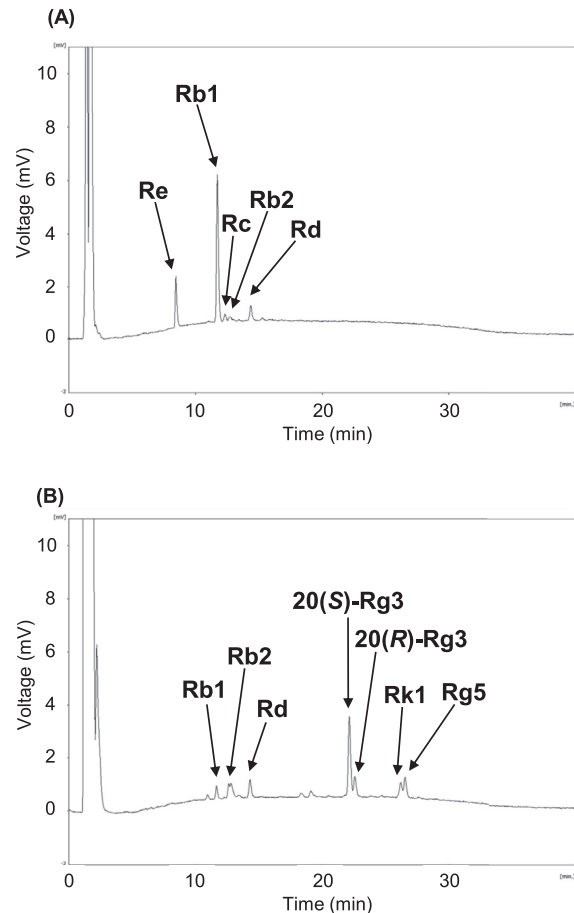 (A)
[mV]
10
8
6
4
2
0
-2
Voltage (mV)
Rb1
Re
Rc
Rb2
Rd
0
10
20
30
[min.]
Time (min)
(B)
[mV]
10
8
6
4
2
0
-2
Voltage (mV)
20(S)-Rg3
20(R)-Rg3
Rb2
Rb1
Rd
Rk1
Rg5
0
10
20
30
[min.]
Time (min)